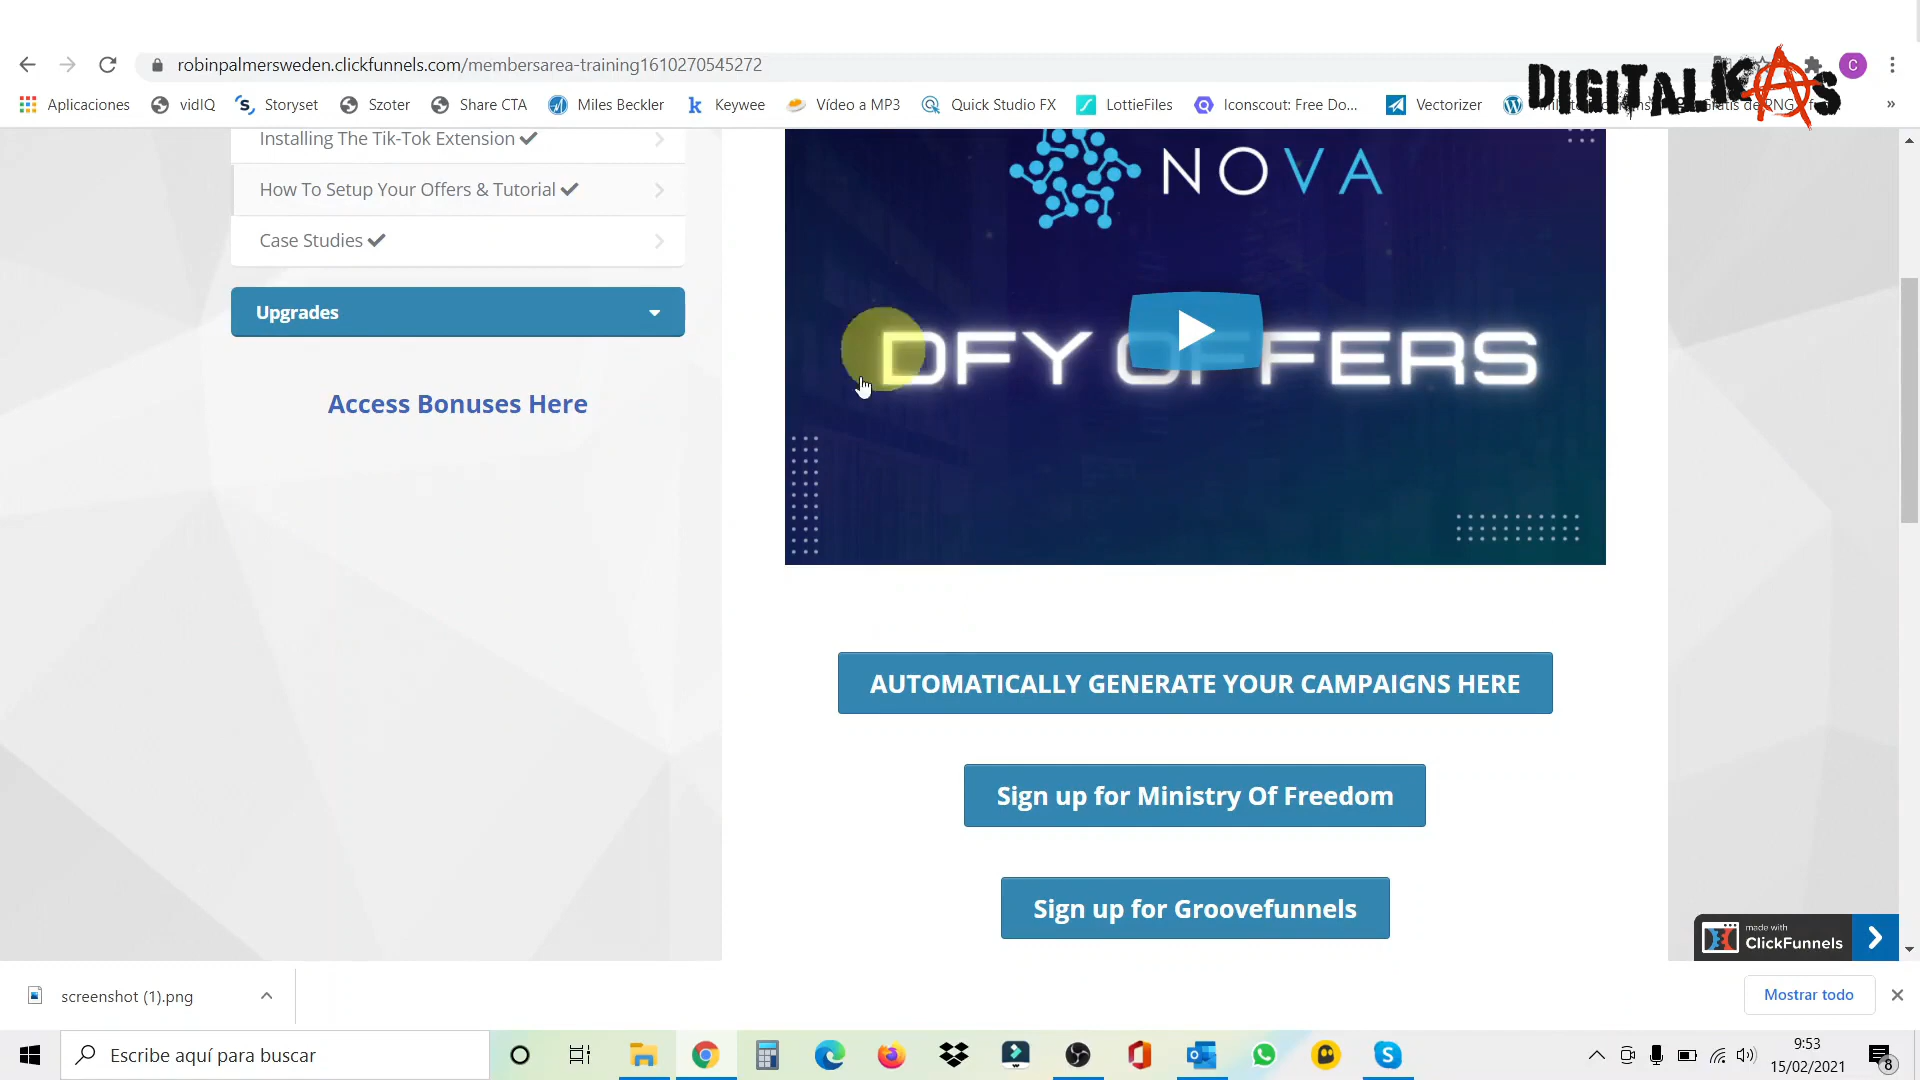 robinpalmersweden.clickfunnels.com/membersarea-training1610270545272
C
DIGITALKAS
Aplicaciones
vidIQ
Storyset
Szoter
Share CTA
Miles Beckler
Keywee
Vídeo a MP3
Quick Studio FX
LottieFiles
Iconscout: Free Do...
Vectorizer
»
Installing The Tik-Tok Extension
How To Setup Your Offers & Tutorial
Case Studies
Upgrades
Access Bonuses Here
NOVA
DFY OFFERS
AUTOMATICALLY GENERATE YOUR CAMPAIGNS HERE
Sign up for Ministry Of Freedom
Sign up for Groovefunnels
made with
ClickFunnels
screenshot (1).png
Mostrar todo
Escribe aquí para buscar
9:53
15/02/2021
8